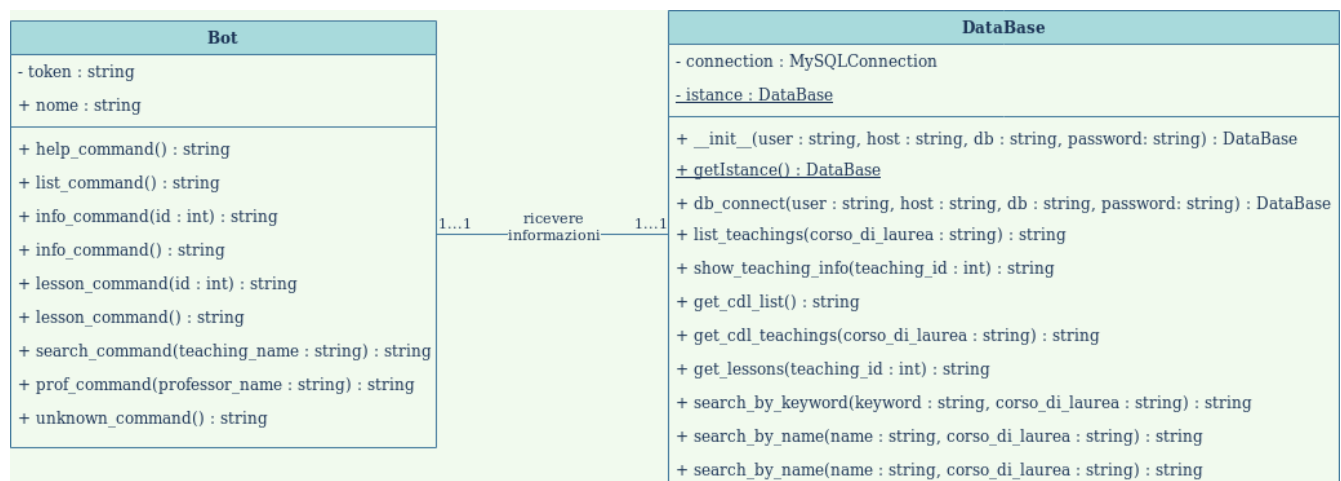 Bot
- token : string
+ nome : string
+ help_command() : string
+ list_command() : string
+ info_command(id : int) : string
+ info_command() : string
+ lesson_command(id : int) : string
+ lesson_command() : string
+ search_command(teaching_name : string) : string
+ prof_command(professor_name : string) : string
+ unknown_command() : string
1...1
ricevere
informazioni
1...1
DataBase
- connection : MySQLConnection
- istance : DataBase
+ __init__(user : string, host : string, db : string, password: string) : DataBase
+ getIstance() : DataBase
+ db_connect(user : string, host : string, db : string, password: string) : DataBase
+ list_teachings(corso_di_laurea : string) : string
+ show_teaching_info(teaching_id : int) : string
+ get_cdl_list() : string
+ get_cdl_teachings(corso_di_laurea : string) : string
+ get_lessons(teaching_id : int) : string
+ search_by_keyword(keyword : string, corso_di_laurea : string) : string
+ search_by_name(name : string, corso_di_laurea : string) : string
+ search_by_name(name : string, corso_di_laurea : string) : string